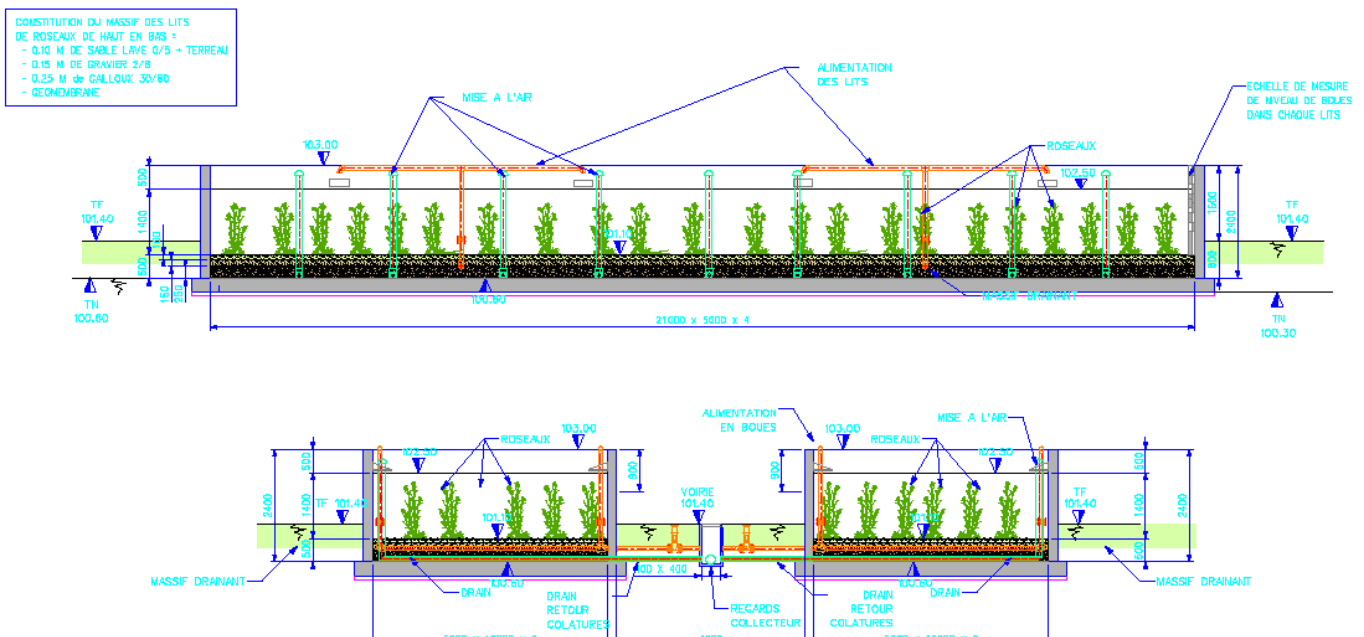 CONSTITUTION DU MASSIF DES LITS
DE ROSEAUX DE HAUT EN BAS :
- 0.10 M DE SABLE LAVE 0/5 + TERREAU
- 0.15 M DE GRAVIER 2/8
- 0.25 M de CALLOUX 30/60
- GEOMEMBRANE
MISE A L'AIR
ALIMENTATION
DES LITS
ECHELLE DE MESURE
DE NIVEAU DE BOUES
DANS CHAQUE LITS
103.00
ROSEAUX
102.50
500
1400
500
100
150
250
TF
101.40
TN
100.60
101.10
100.60
MASSIF DRAINANT
1600
2400
800
TF
101.40
TN
100.30
21000 x 5000 x 4
ALIMENTATION
EN BOUES
MISE A L'AIR
ROSEAUX
103.00
102.50
103.00
ROSEAUX
102.50
500
1400
500
2400
900
900
500
1400
500
2400
TF 101.40
101.10
VOIRIE
101.40
TF
101.40
100.60
100.60
MASSIF DRAINANT
DRAIN
DRAIN
RETOUR
COLATURES
REGARDS
COLLECTEUR
DRAIN
RETOUR
COLATURES
DRAIN
MASSIF DRAINANT